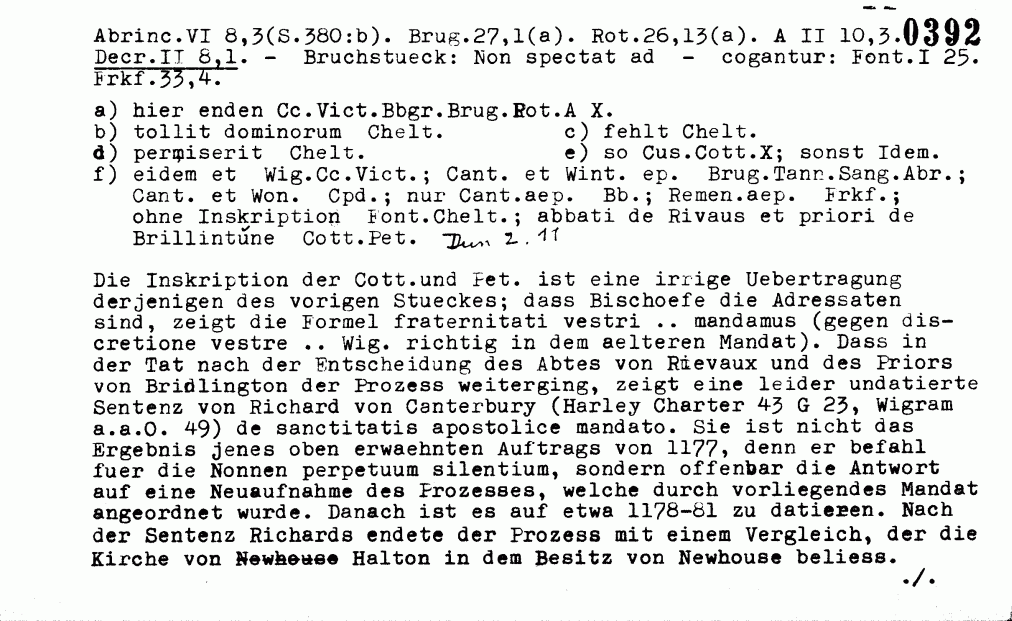 Abrinc.VI 8,3(S.380:b). Brug.27,1(a). Rot.26,13(a). A II 10,3. 0392
Decr.II 8,1. - Bruchstueck: Non spectat ad - cogantur: Font.I 25.
Frkf.33,4.
a) hier enden Cc.Vict.Bbgr.Brug.Rot.A X.
b) tollit dominorum Chelt. c) fehlt Chelt.
d) permiserit Chelt. e) so Cus.Cott.X; sonst Idem.
f) eidem et Wig.Cc.Vict.; Cant. et Wint. ep. Brug.Tann.Sang.Abr.;
Cant. et Won. Cpd.; nur Cant.aep. Bb.; Remen.aep. Frkf.;
ohne Inskription Font.Chelt.; abbati de Rivaus et priori de
Brillintune Cott.Pet. Dun 2.11
Die Inskription der Cott.und Pet. ist eine irrige Uebertragung
derjenigen des vorigen Stueckes; dass Bischoefe die Adressaten
sind, zeigt die Formel fraternitati vestri .. mandamus (gegen dis-
cretione vestre .. Wig. richtig in dem aelteren Mandat). Dass in
der Tat nach der Entscheidung des Abtes von Rievaux und des Priors
von Bridlington der Prozess weiterging, zeigt eine leider undatierte
Sentenz von Richard von Canterbury (Harley Charter 43 G 23, Wigram
a.a.O. 49) de sanctitatis apostolice mandato. Sie ist nicht das
Ergebnis jenes oben erwaehnten Auftrags von 1177, denn er befahl
fuer die Nonnen perpetuum silentium, sondern offenbar die Antwort
auf eine Neuaufnahme des Prozesses, welche durch vorliegendes Mandat
angeordnet wurde. Danach ist es auf etwa 1178-81 zu datieren. Nach
der Sentenz Richards endete der Prozess mit einem Vergleich, der die
Kirche von Newhouse Halton in dem Besitz von Newhouse beliess.
./.